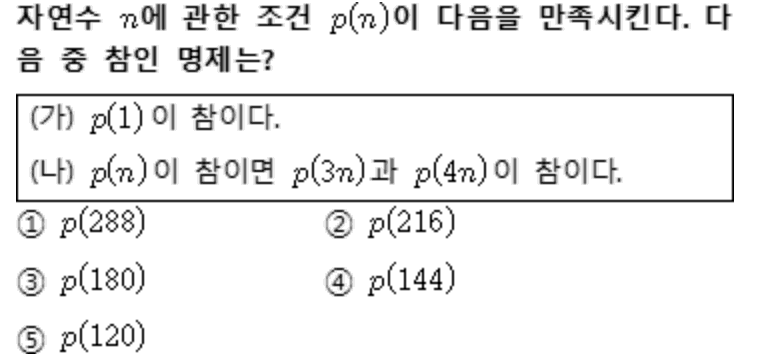 자연수 n에 관한 조건 p(n)이 다음을 만족시킨다. 다
음 중 참인 명제는?
(가) p(1)이 참이다.
(나) p(n)이 참이면 p(3n)과 p(4n)이 참이다.
① p(288) ② p(216)
③ p(180) ④ p(144)
⑤ p(120)